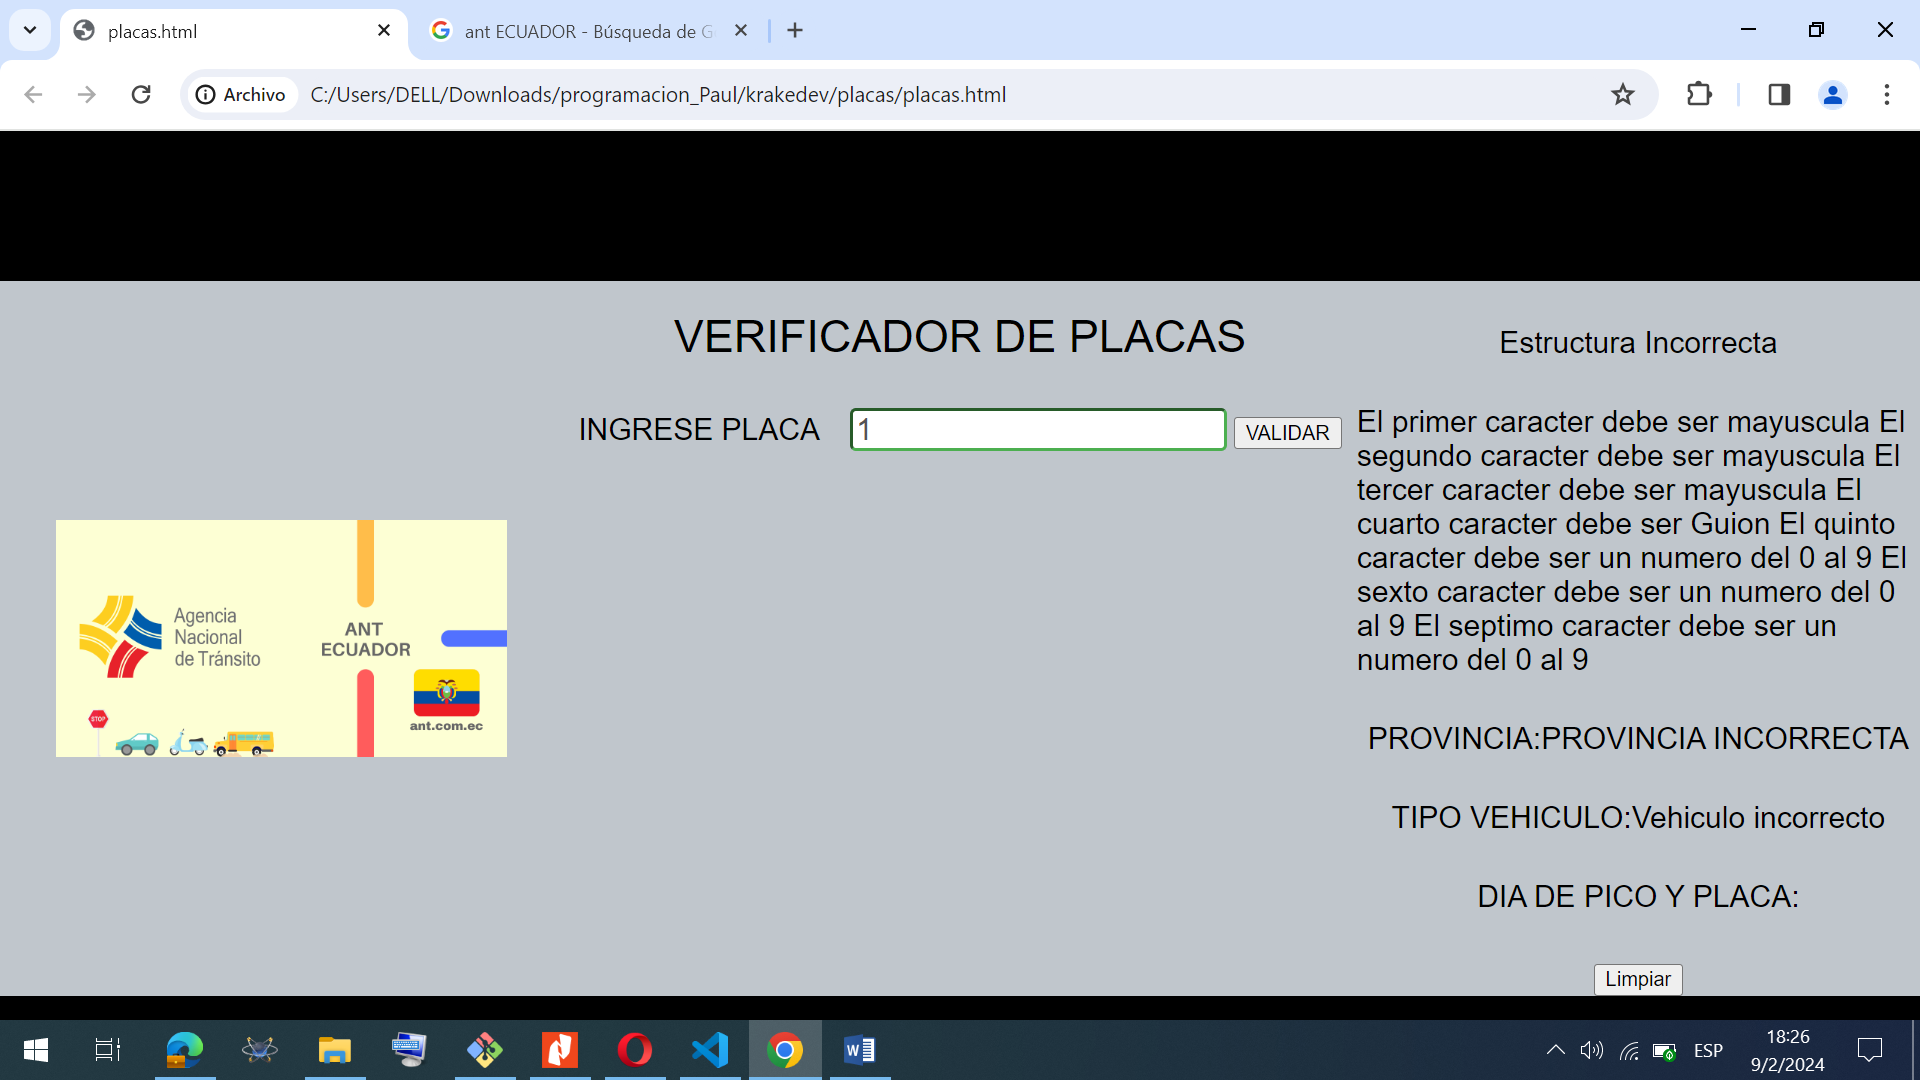 placas.html
ant ECUADOR - Búsqueda de G
Archivo
C:/Users/DELL/Downloads/programacion_Paul/krakedev/placas/placas.html
VERIFICADOR DE PLACAS
INGRESE PLACA
1
VALIDAR
Agencia
Nacional
de Tránsito
ANT
ECUADOR
ant.com.ec
STOP
Estructura Incorrecta
El primer caracter debe ser mayuscula El
segundo caracter debe ser mayuscula El
tercer caracter debe ser mayuscula El
cuarto caracter debe ser Guion El quinto
caracter debe ser un numero del 0 al 9 El
sexto caracter debe ser un numero del 0
al 9 El septimo caracter debe ser un
numero del 0 al 9
PROVINCIA:PROVINCIA INCORRECTA
TIPO VEHICULO:Vehiculo incorrecto
DIA DE PICO Y PLACA:
Limpiar
ESP
18:26
9/2/2024